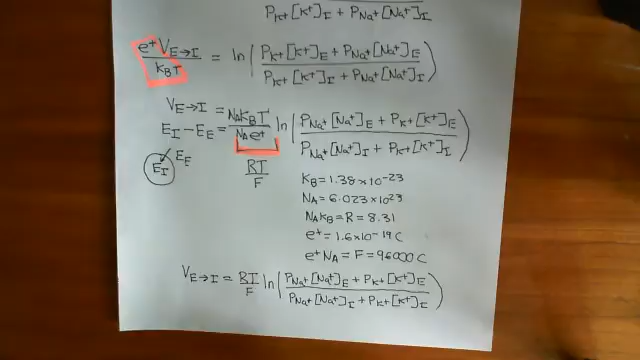 P_K+[K+]_I + P_Na+[Na+]_I
e+ V_E→I / K_B T = ln( P_K+[K+]_E + P_Na+[Na+]_E / P_K+[K+]_I + P_Na+[Na+]_I )
V_E→I = N_A K_B T / N_A e+ ln( P_Na+[Na+]_E + P_K+[K+]_E / P_Na+[Na+]_I + P_K+[K+]_I )
E_I - E_E =
E_I E_E
RT / F
K_B = 1.38 × 10^-23
N_A = 6.023 × 10^23
N_A K_B = R = 8.31
e+ = 1.6 × 10^-19 C
e+ N_A = F = 96000 C
V_E→I = RT / F ln( P_Na+[Na+]_E + P_K+[K+]_E / P_Na+[Na+]_I + P_K+[K+]_I )